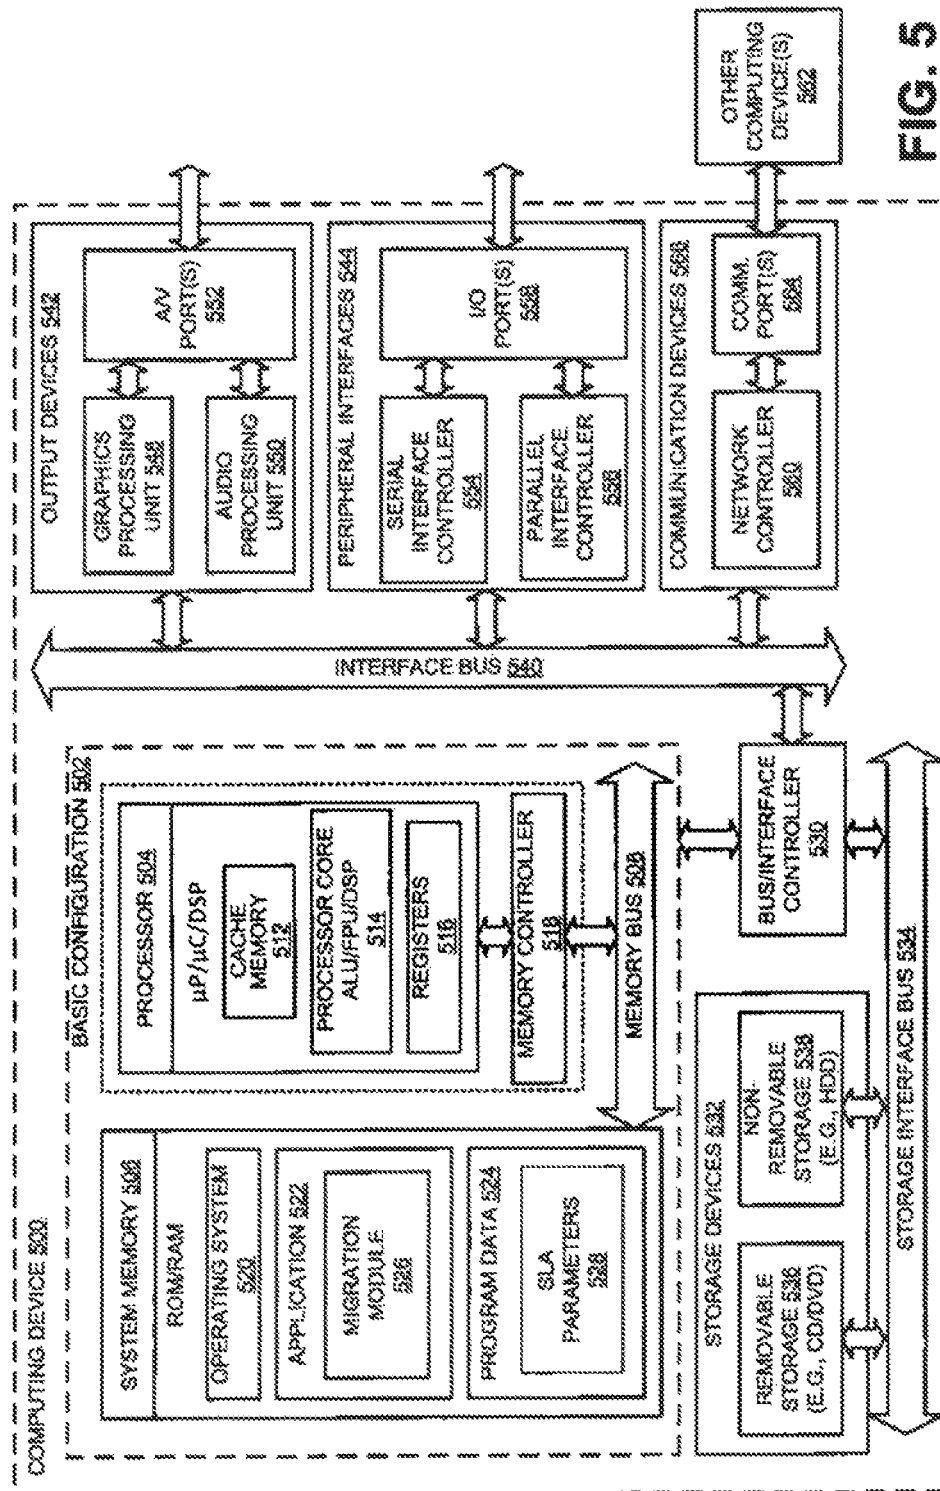 COMPUTING DEVICE 500
BASIC CONFIGURATION 502
SYSTEM MEMORY 506
ROM/RAM
OPERATING SYSTEM
520
APPLICATION 522
MIGRATION
MODULE
526
PROGRAM DATA 524
SLA
PARAMETERS
528
PROCESSOR 504
µP/µC/DSP
CACHE
MEMORY
512
PROCESSOR CORE
ALU/FPU/DSP
514
REGISTERS
516
MEMORY CONTROLLER
518
MEMORY BUS 508
BUS/INTERFACE
CONTROLLER
530
STORAGE DEVICES 532
REMOVABLE
STORAGE 536
(E.G., CD/DVD)
NON-
REMOVABLE
STORAGE 538
(E.G., HDD)
STORAGE INTERFACE BUS 534
INTERFACE BUS 540
OUTPUT DEVICES 542
GRAPHICS
PROCESSING
UNIT 548
AUDIO
PROCESSING
UNIT 550
A/V
PORT(S)
552
PERIPHERAL INTERFACES 544
SERIAL
INTERFACE
CONTROLLER
554
PARALLEL
INTERFACE
CONTROLLER
556
I/O
PORT(S)
558
COMMUNICATION DEVICES 566
NETWORK
CONTROLLER
560
COMM.
PORT(S)
564
OTHER
COMPUTING
DEVICE(S)
562
FIG. 5